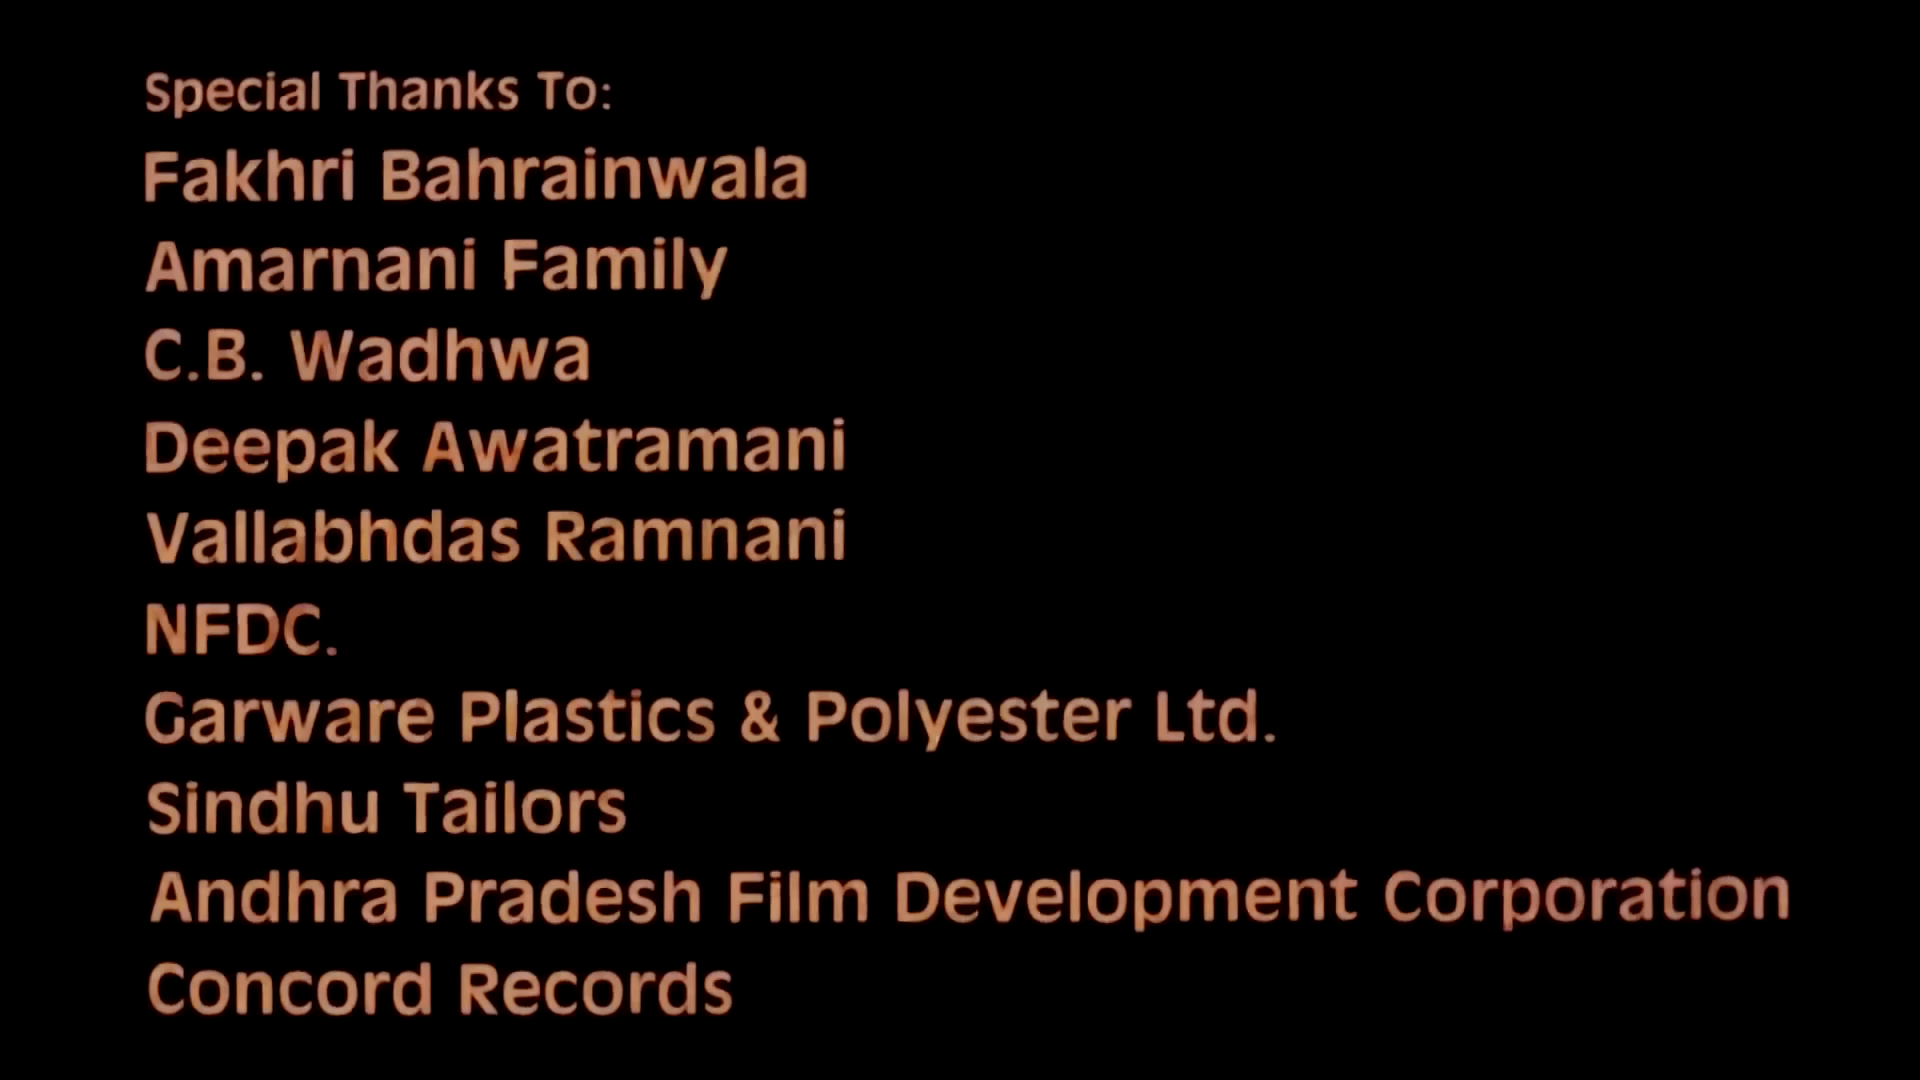 Special Thanks To:
Fakhri Bahrainwala
Amarnani Family
C.B. Wadhwa
Deepak Awatramani
Vallabhdas Ramnani
NFDC.
Garware Plastics & Polyester Ltd.
Sindhu Tailors
Andhra Pradesh Film Development Corporation
Concord Records